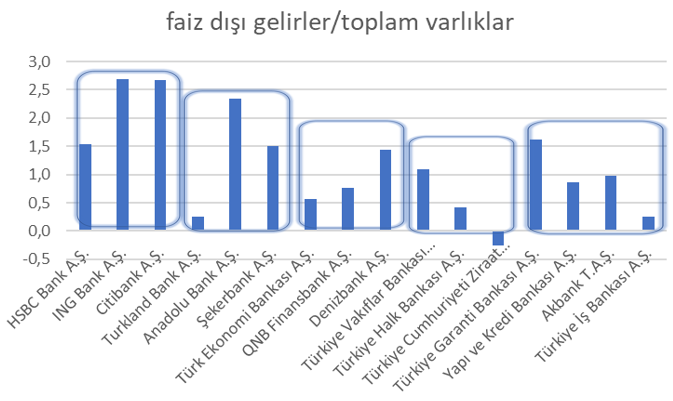 faiz dışı gelirler/toplam varlıklar
3,0
2,5
2,0
1,5
1,0
0,5
0,0
-0,5
HSBC Bank A.Ş.
ING Bank A.Ş.
Citibank A.Ş.
Turkland Bank A.Ş.
Anadolu Bank A.Ş.
Şekerbank A.Ş.
Türk Ekonomi Bankası A.Ş.
QNB Finansbank A.Ş.
Denizbank A.Ş.
Türkiye Vakıflar Bankası…
Türkiye Halk Bankası A.Ş.
Türkiye Cumhuriyeti Ziraat…
Türkiye Garanti Bankası A.Ş.
Yapı ve Kredi Bankası A.Ş.
Akbank T.A.Ş.
Türkiye İş Bankası A.Ş.